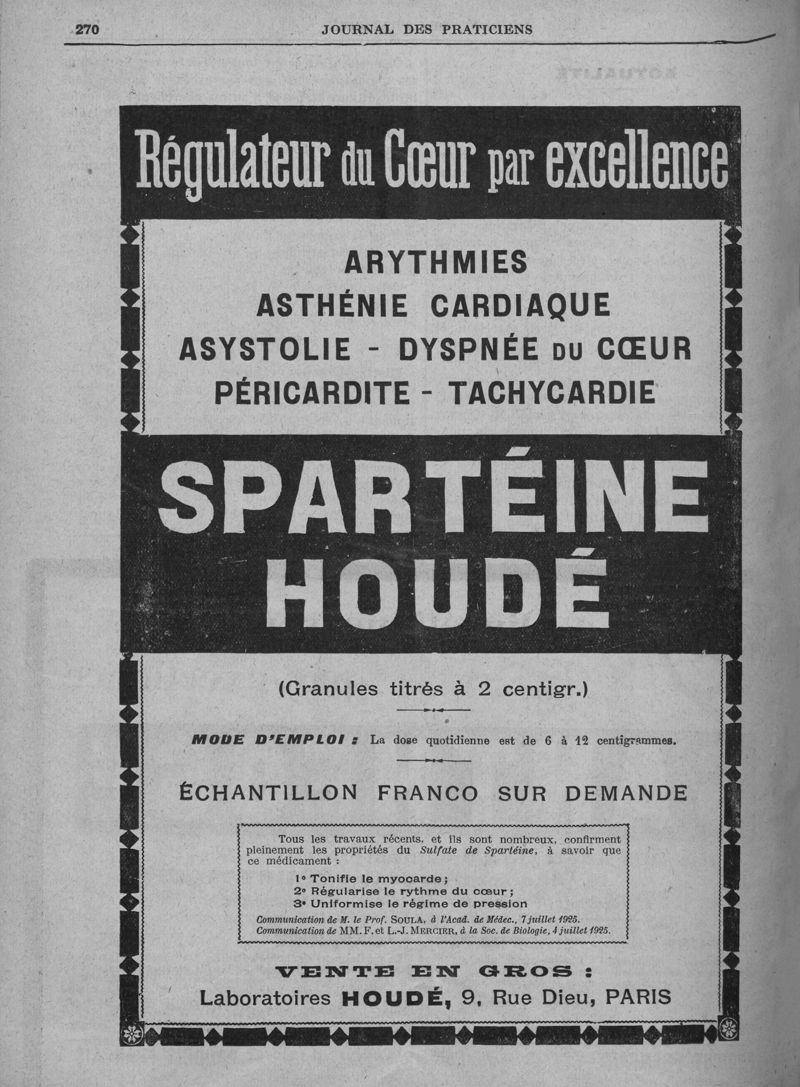 270
JOURNAL DES PRATICIENS
Régulateur du Cœur par excellence
ARYTHMIES
ASTHÉNIE CARDIAQUE
ASYSTOLIE - DYSPNÉE DU CŒUR
PÉRICARDITE - TACHYCARDIE
SPARTÉINE
HOUDÉ
(Granules titrés à 2 centigr.)
MODE D'EMPLOI : La dose quotidienne est de 6 à 12 centigrammes.
ÉCHANTILLON FRANCO SUR DEMANDE
Tous les travaux récents, et ils sont nombreux, confirment
pleinement les propriétés du Sulfate de Spartéine, à savoir que
ce médicament :
1° Tonifie le myocarde ;
2° Régularise le rythme du cœur ;
3° Uniformise le régime de pression
Communication de M. le Prof. SOULA, à l'Acad. de Médec., 7 juillet 1925.
Communication de MM. F. et L.-J. MERCIER, à la Soc. de Biologie, 4 juillet 1925.
VENTE EN GROS :
Laboratoires HOUDÉ, 9, Rue Dieu, PARIS